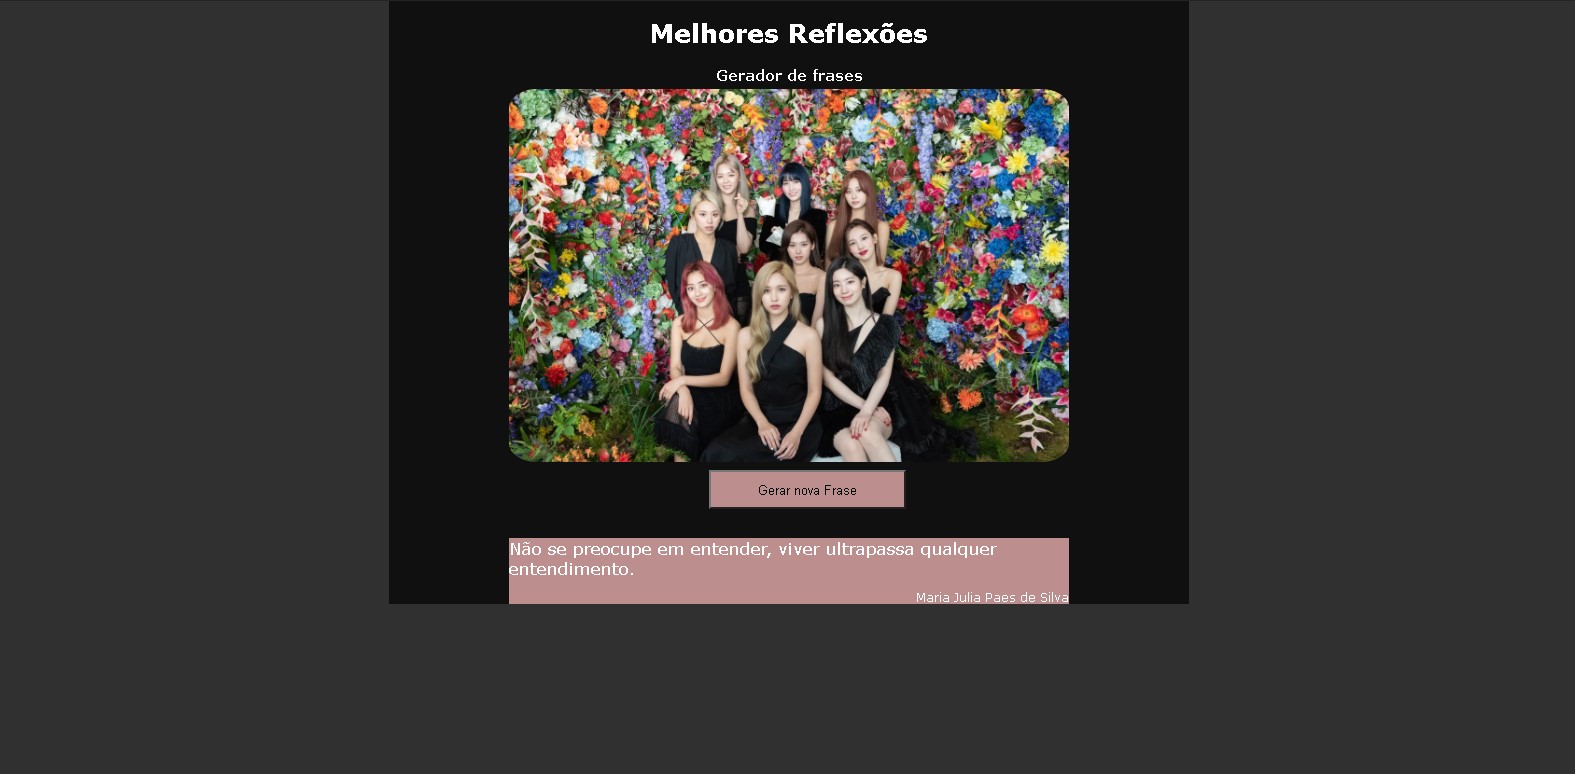 Melhores Reflexões
Gerador de frases
Gerar nova Frase
Não se preocupe em entender, viver ultrapassa qualquer
entendimento.
Maria Julia Paes de Silva